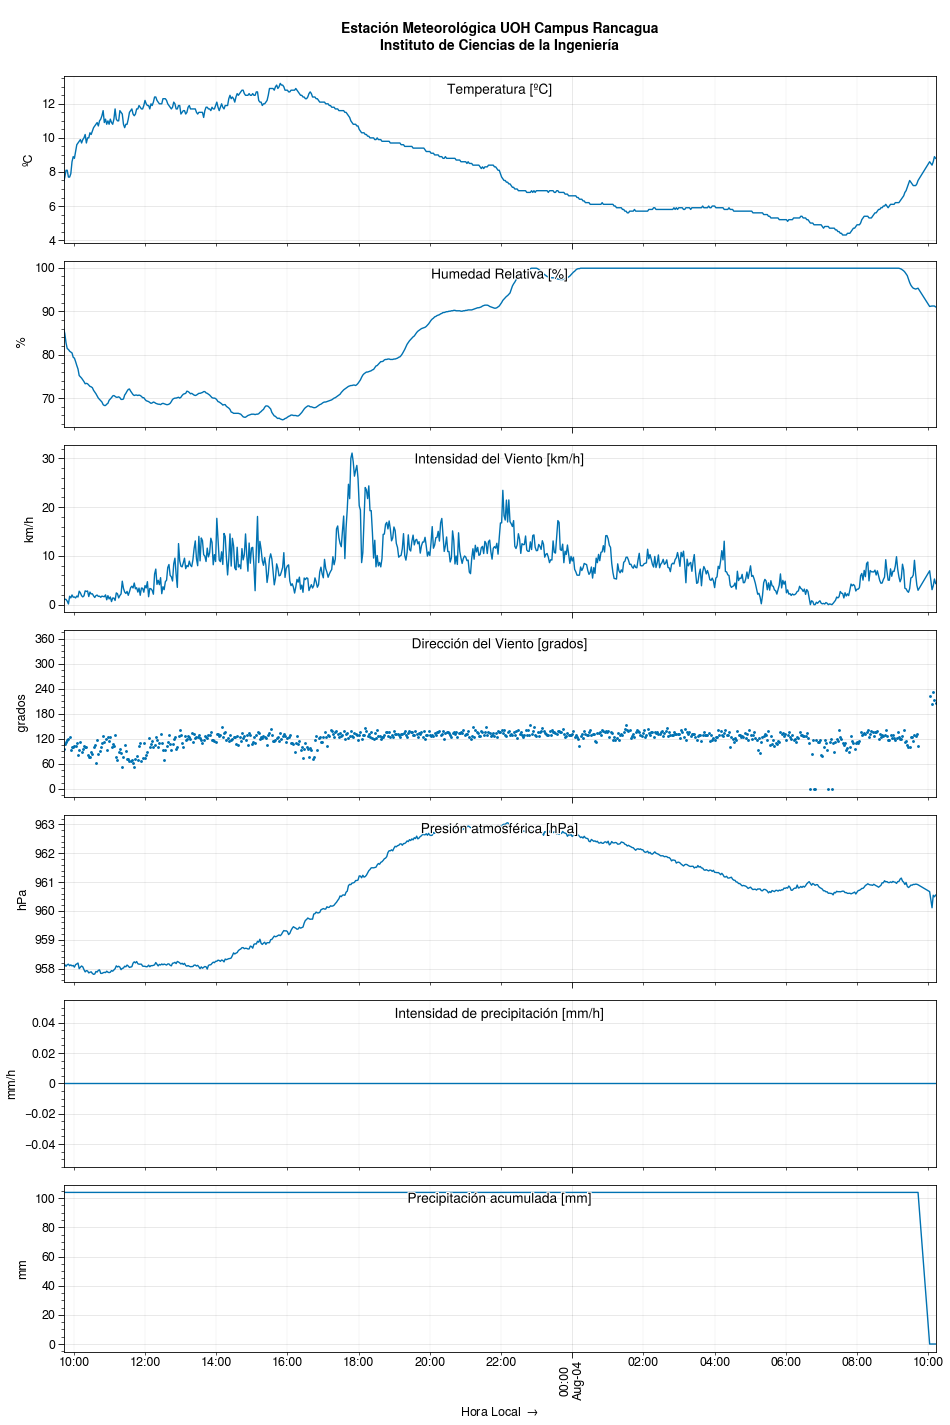 Estación Meteorológica UOH Campus Rancagua
Instituto de Ciencias de la Ingeniería
Temperatura [ºC]
ºC
12
10
8
6
4
Humedad Relativa [%]
%
100
90
80
70
Intensidad del Viento [km/h]
km/h
30
20
10
0
Dirección del Viento [grados]
grados
360
300
240
180
120
60
0
Presión atmosférica [hPa]
hPa
963
962
961
960
959
958
Intensidad de precipitación [mm/h]
mm/h
0.04
0.02
0
−0.02
−0.04
Precipitación acumulada [mm]
mm
100
80
60
40
20
0
10:00 12:00 14:00 16:00 18:00 20:00 22:00 00:00 02:00 04:00 06:00 08:00 10:00
Aug-04
Hora Local →